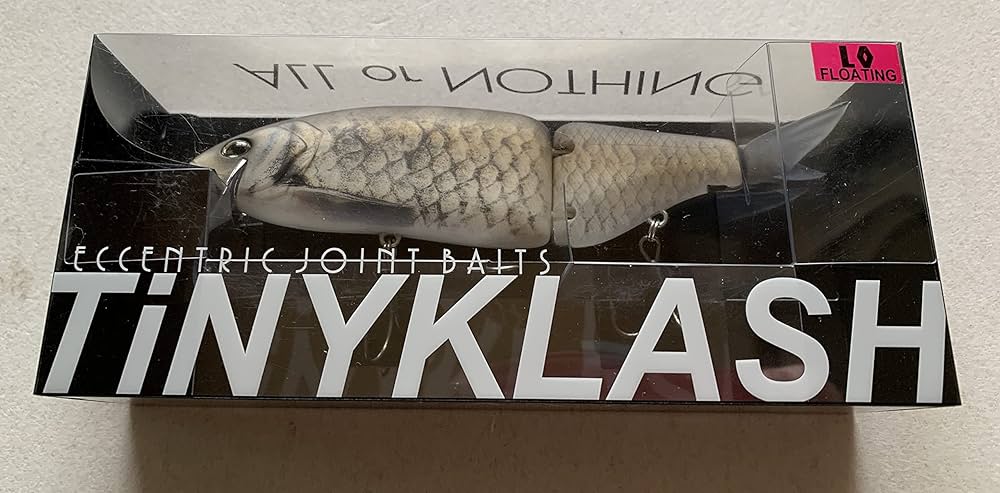 ALL or NOTHING
LO
FLOATING
ECCENTRIC JOINT BAITS
TiNYKLASH